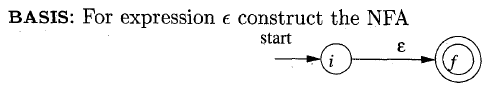 BASIS: For expression ϵ construct the NFA
start
ε
i
f